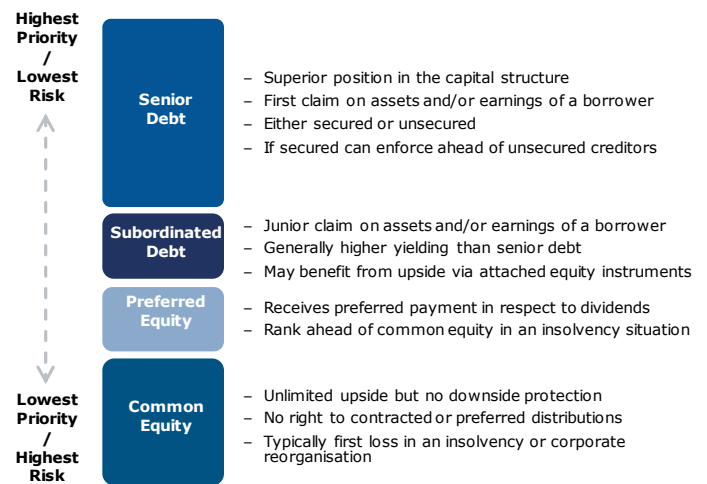 Highest
Priority
/
Lowest
Risk
Senior
Debt
– Superior position in the capital structure
– First claim on assets and/or earnings of a borrower
– Either secured or unsecured
– If secured can enforce ahead of unsecured creditors
Subordinated
Debt
– Junior claim on assets and/or earnings of a borrower
– Generally higher yielding than senior debt
– May benefit from upside via attached equity instruments
Preferred
Equity
– Receives preferred payment in respect to dividends
– Rank ahead of common equity in an insolvency situation
Lowest
Priority
/
Highest
Risk
Common
Equity
– Unlimited upside but no downside protection
– No right to contracted or preferred distributions
– Typically first loss in an insolvency or corporate
reorganisation